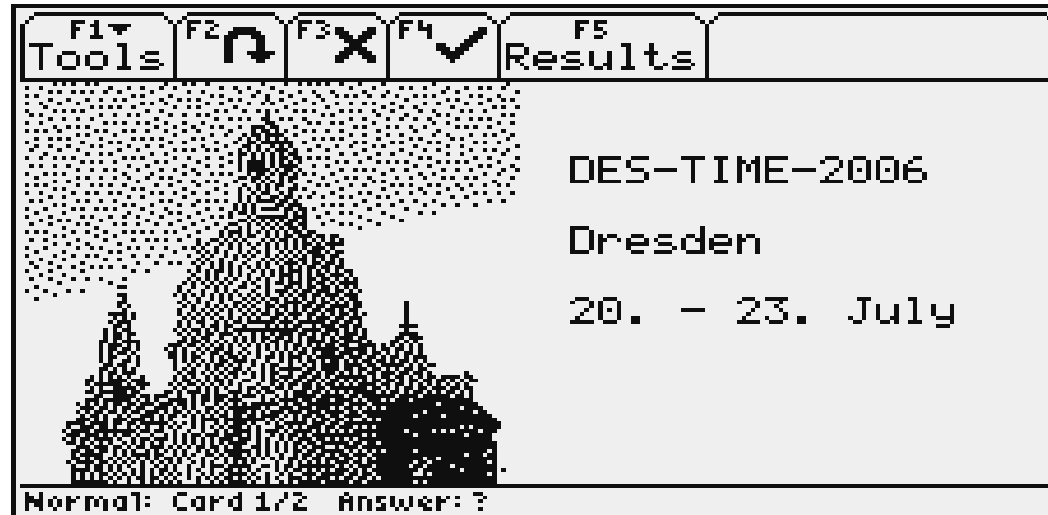 F1 F2 F3 F4 F5
Tools Results
DES-TIME-2006
Dresden
20. - 23. July
Normal: Card 1/2 Answer: ?